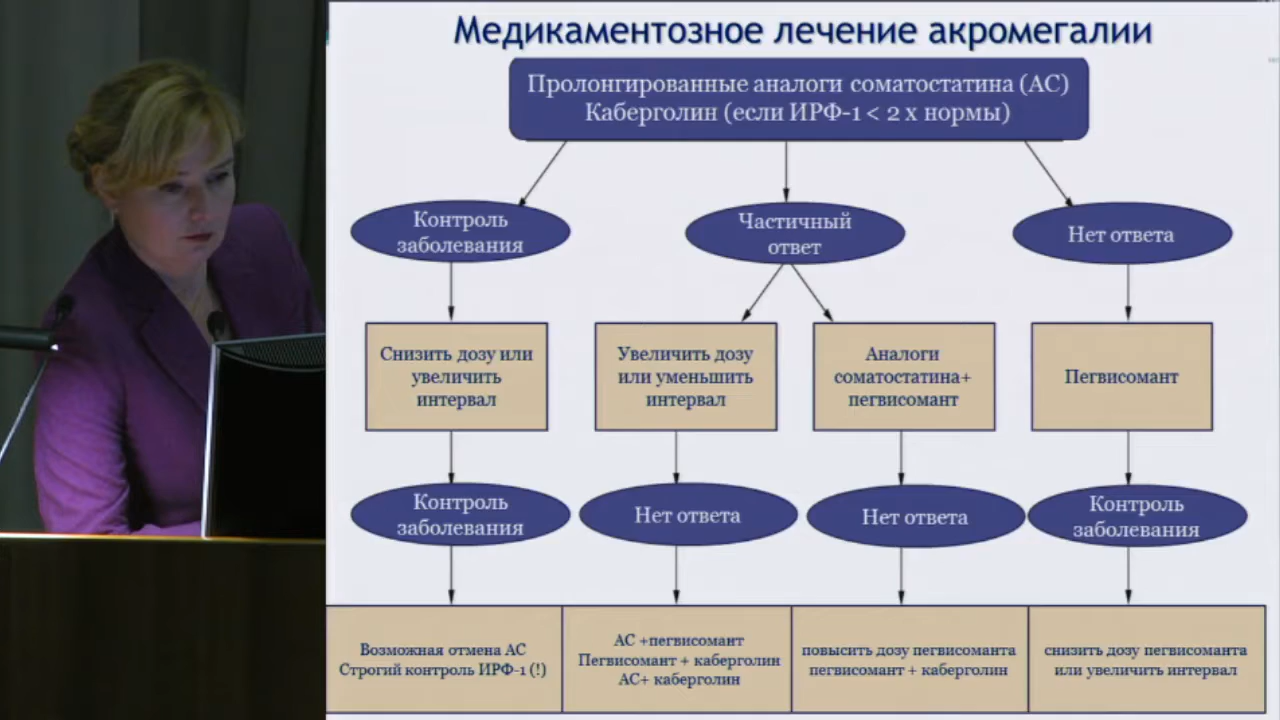 Медикаментозное лечение акромегалии
Пролонгированные аналоги соматостатина (АС)
Каберголин (если ИРФ-1 < 2 х нормы)
Контроль
заболевания
Частичный
ответ
Нет ответа
Снизить дозу или
увеличить
интервал
Увеличить дозу
или уменьшить
интервал
Аналоги
соматостатина+
пегвисомант
Пегвисомант
Контроль
заболевания
Нет ответа
Нет ответа
Контроль
заболевания
Возможная отмена АС
Строгий контроль ИРФ-1 (!)
АС +пегвисомант
Пегвисомант + каберголин
АС+ каберголин
повысить дозу пегвисоманта
пегвисомант + каберголин
снизить дозу пегвисоманта
или увеличить интервал